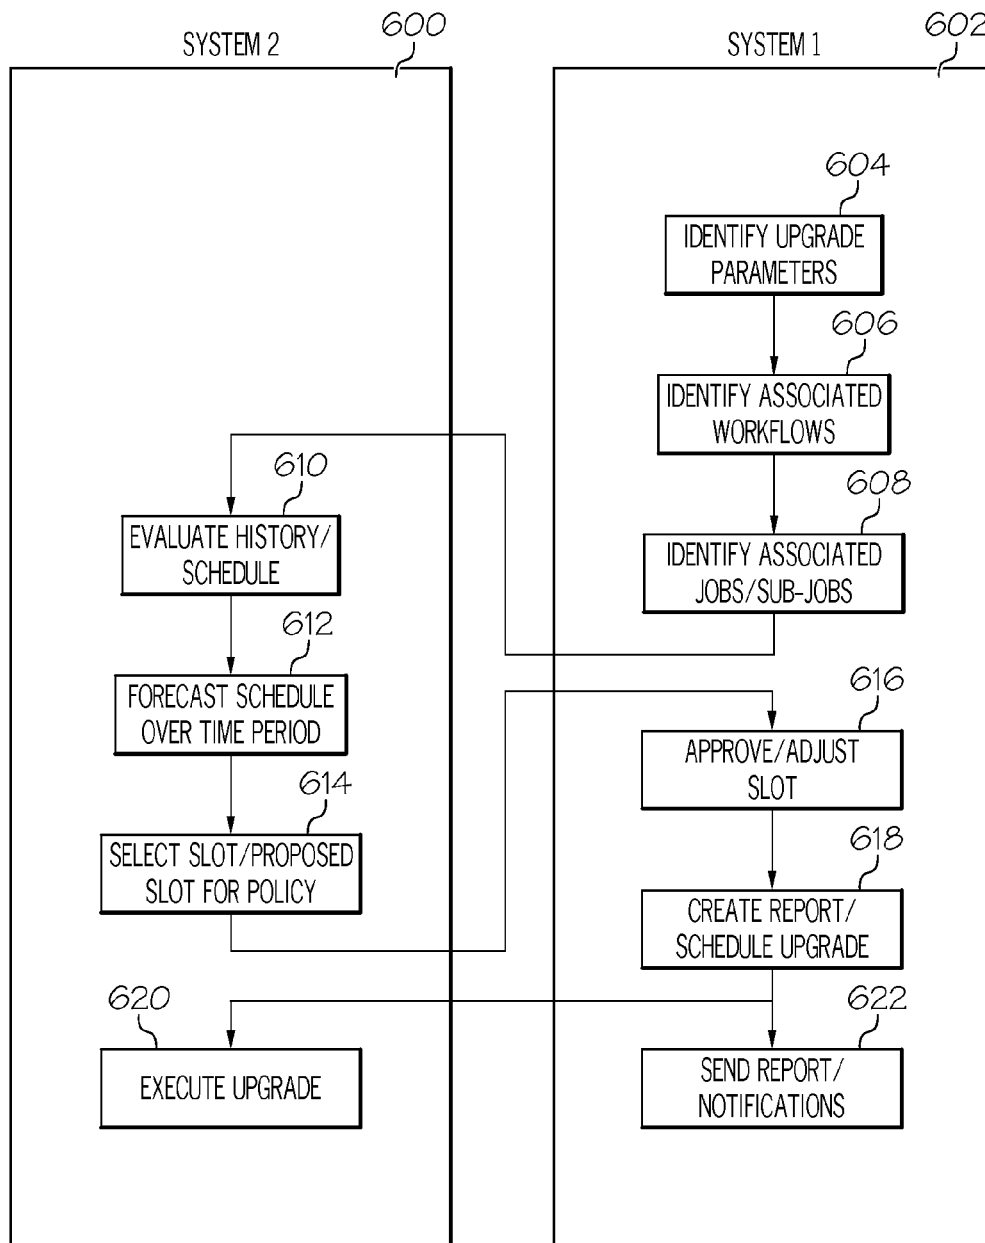 SYSTEM 2
600
SYSTEM 1
602
604
IDENTIFY UPGRADE
PARAMETERS
606
IDENTIFY ASSOCIATED
WORKFLOWS
608
IDENTIFY ASSOCIATED
JOBS/SUB-JOBS
610
EVALUATE HISTORY/
SCHEDULE
612
FORECAST SCHEDULE
OVER TIME PERIOD
614
SELECT SLOT/PROPOSED
SLOT FOR POLICY
616
APPROVE/ADJUST
SLOT
618
CREATE REPORT/
SCHEDULE UPGRADE
620
EXECUTE UPGRADE
622
SEND REPORT/
NOTIFICATIONS